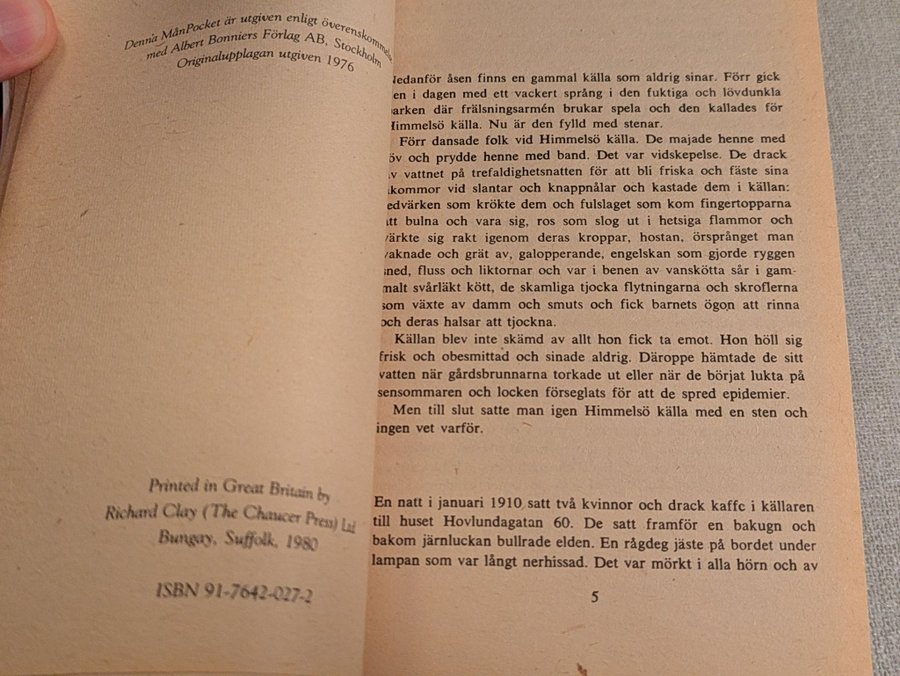 Denna MånPocket är utgiven enligt överenskommelse
med Albert Bonniers Förlag AB, Stockholm
Originalupplagan utgiven 1976
Printed in Great Britain by
Richard Clay (The Chaucer Press) Ltd
Bungay, Suffolk, 1980
ISBN 91-7642-027-2
Nedanför åsen finns en gammal källa som aldrig sinar. Förr gick
den i dagen med ett vackert språng i den fuktiga och lövdunkla
parken där frälsningsarmén brukar spela och den kallades för
Himmelsö källa. Nu är den fylld med stenar.
Förr dansade folk vid Himmelsö källa. De majade henne med
löv och prydde henne med band. Det var vidskepelse. De drack
av vattnet på trefaldighetsnatten för att bli friska och fäste sina
åkommor vid slantar och knappnålar och kastade dem i källan:
ledvärken som krökte dem och fulslaget som kom fingertopparna
att bulna och vara sig, ros som slog ut i hetsiga flammor och
värkte sig rakt igenom deras kroppar, hostan, örsprånget man
vaknade och grät av, galopperande, engelskan som gjorde ryggen
sned, fluss och liktornar och var i benen av vanskötta sår i gam-
malt svårläkt kött, de skamliga tjocka flytningarna och skroflerna
som växte av damm och smuts och fick barnets ögon att rinna
och deras halsar att tjockna.
Källan blev inte skämd av allt hon fick ta emot. Hon höll sig
frisk och obesmittad och sinade aldrig. Däroppe hämtade de sitt
vatten när gårdsbrunnarna torkade ut eller när de börjat lukta på
sensommaren och locken förseglats för att de spred epidemier.
Men till slut satte man igen Himmelsö källa med en sten och
ingen vet varför.
En natt i januari 1910 satt två kvinnor och drack kaffe i källaren
till huset Hovlundagatan 60. De satt framför en bakugn och
bakom järnluckan bullrade elden. En rågdeg jäste på bordet under
lampan som var långt nerhissad. Det var mörkt i alla hörn och av
5